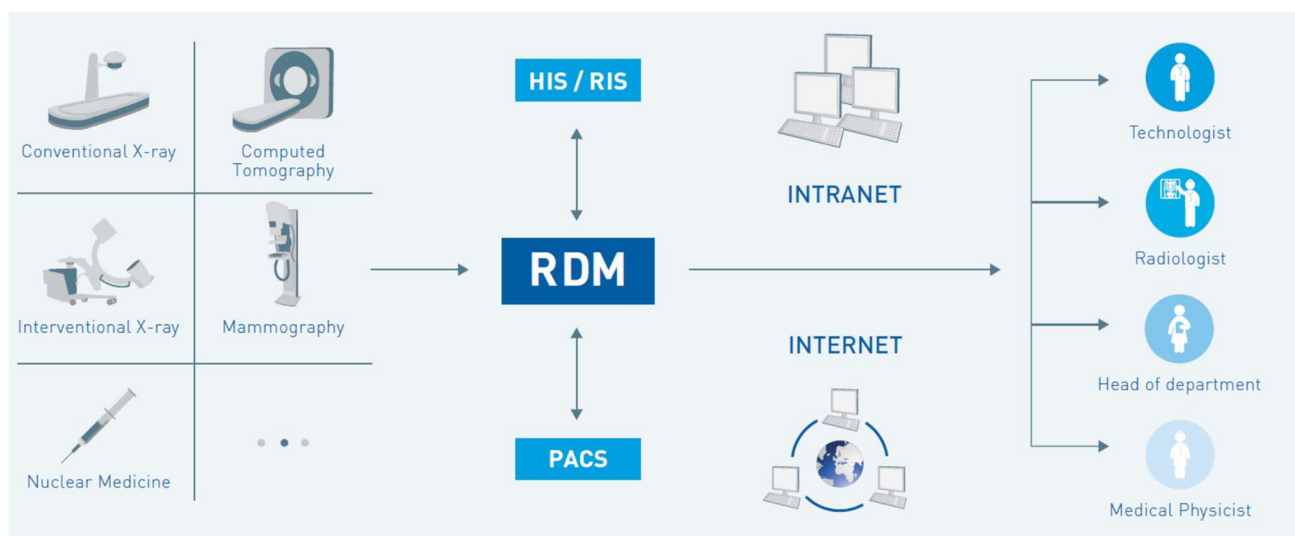 Conventional X-ray
Computed
Tomography
Interventional X-ray
Mammography
Nuclear Medicine
HIS / RIS
RDM
PACS
INTRANET
INTERNET
Technologist
Radiologist
Head of department
Medical Physicist